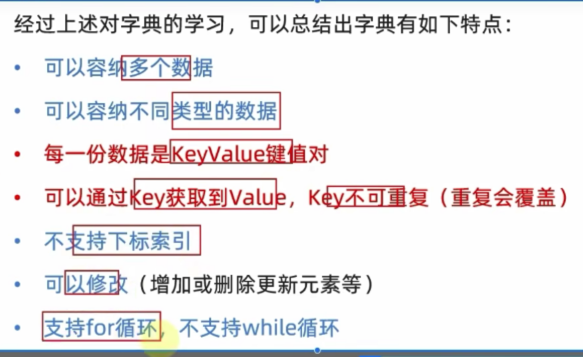 经过上述对字典的学习，可以总结出字典有如下特点：
• 可以容纳多个数据
• 可以容纳不同类型的数据
• 每一份数据是KeyValue键值对
• 可以通过Key获取到Value，Key不可重复（重复会覆盖）
• 不支持下标索引
• 可以修改（增加或删除更新元素等）
• 支持for循环，不支持while循环